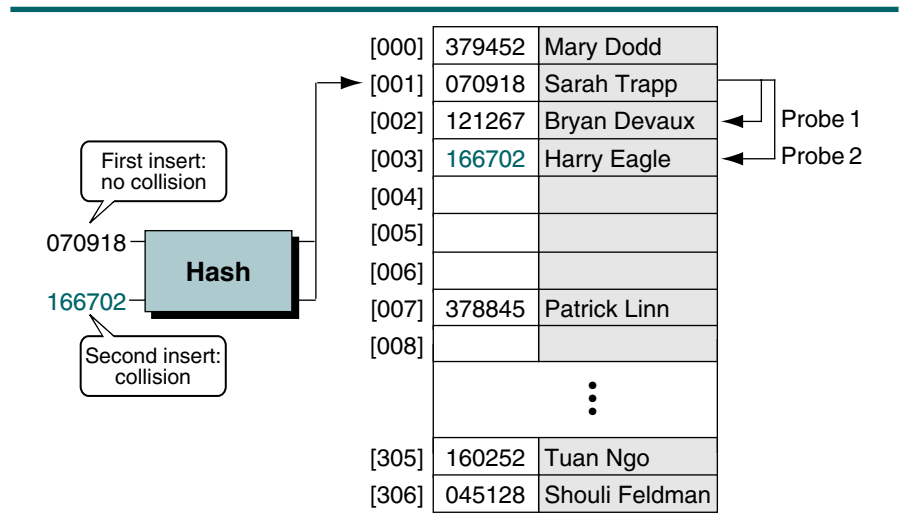 [000] 379452 Mary Dodd
[001] 070918 Sarah Trapp
[002] 121267 Bryan Devaux Probe 1
[003] 166702 Harry Eagle Probe 2
[004]
[005]
[006]
[007] 378845 Patrick Linn
[008]
[305] 160252 Tuan Ngo
[306] 045128 Shouli Feldman
First insert:
no collision
070918
Hash
166702
Second insert:
collision